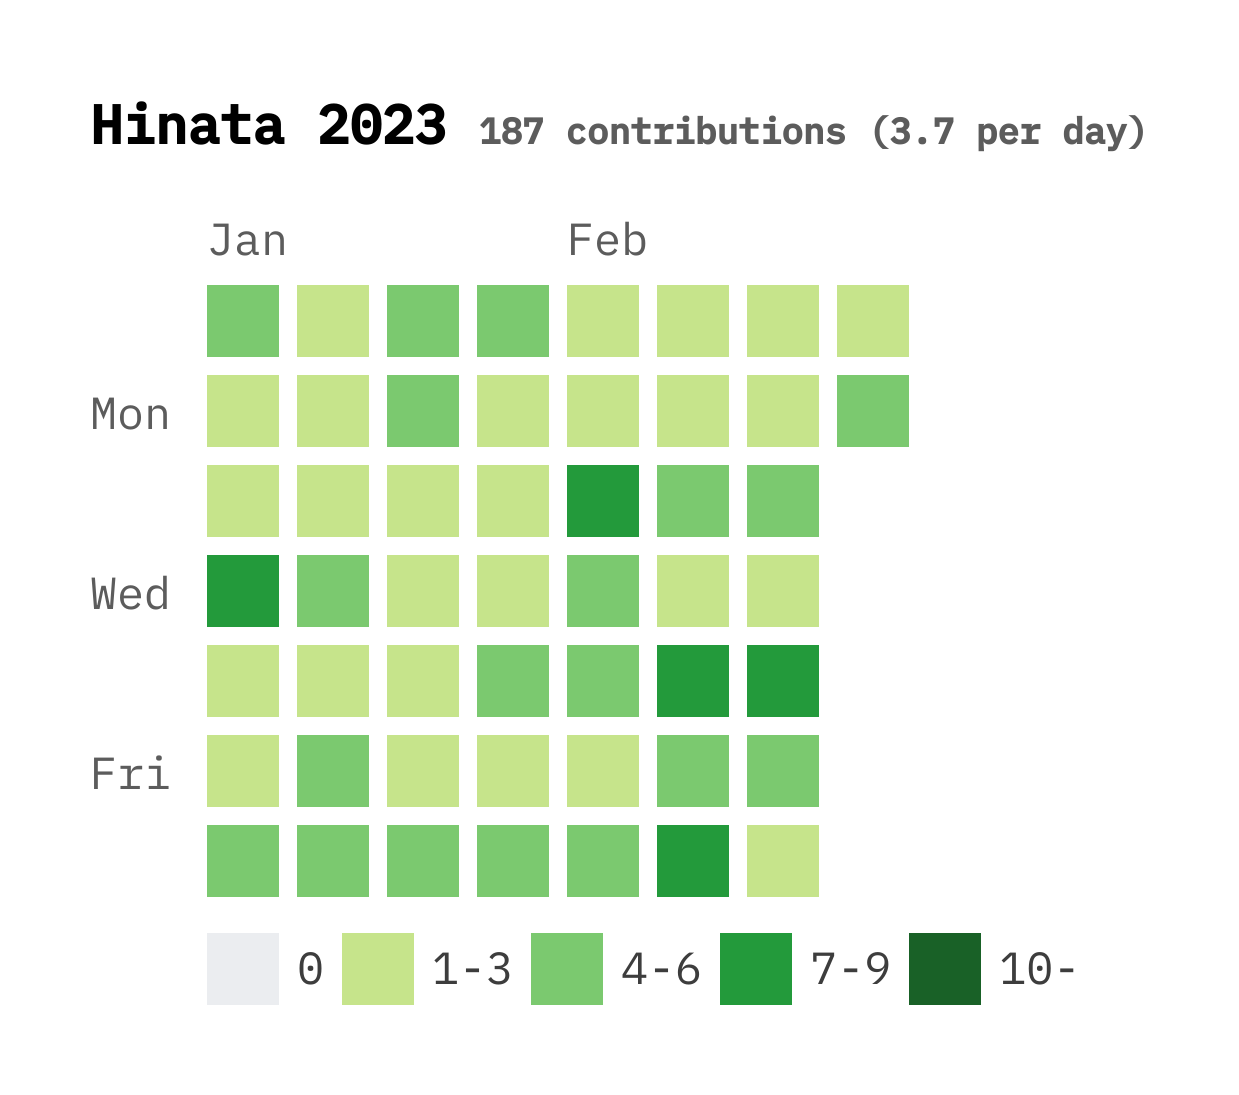 Hinata 2023 187 contributions (3.7 per day)
Jan Feb
Mon
Wed
Fri
0 1-3 4-6 7-9 10-